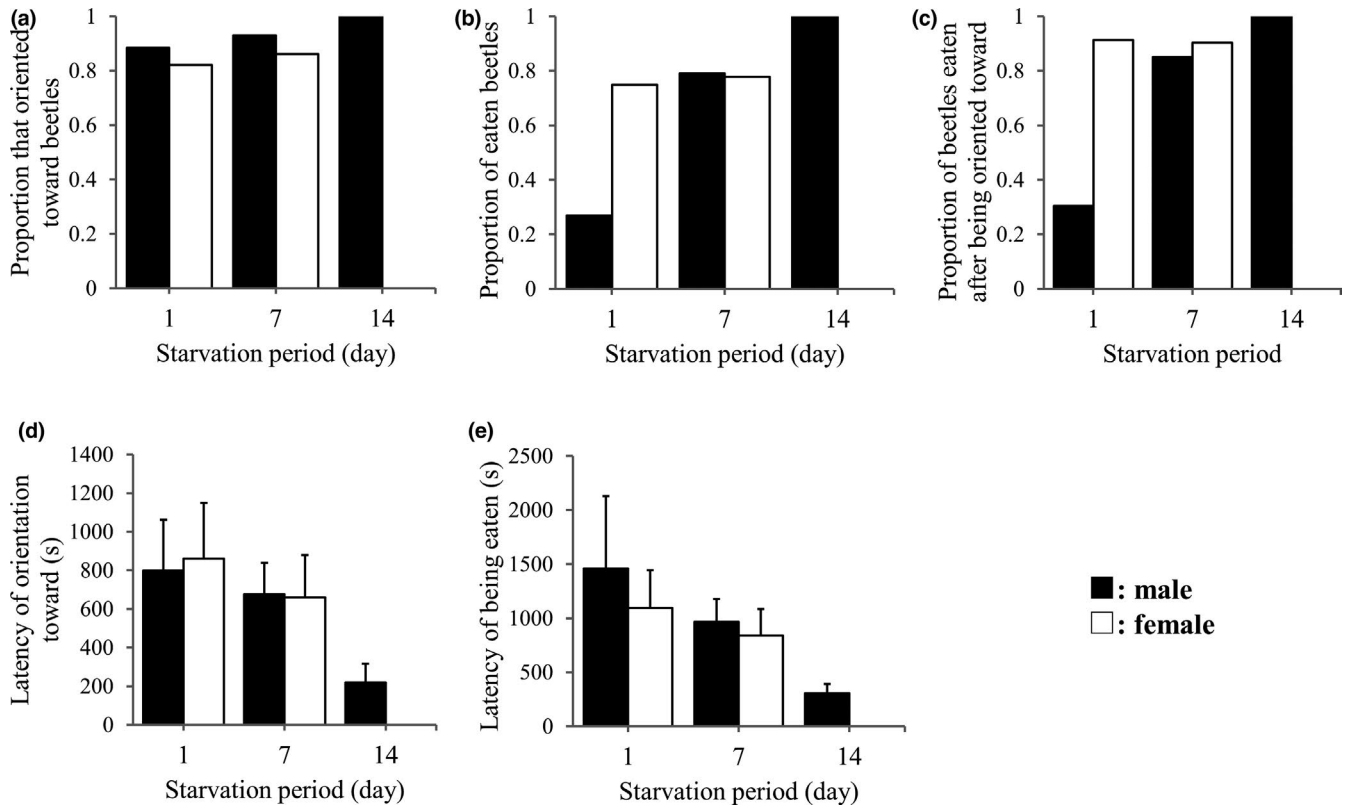 (a)
Proportion that oriented
toward beetles
1
0.8
0.6
0.4
0.2
0
1 7 14
Starvation period (day)
(b)
Proportion of eaten beetles
1
0.8
0.6
0.4
0.2
0
1 7 14
Starvation period (day)
(c)
Proportion of beetles eaten
after being oriented toward
1
0.8
0.6
0.4
0.2
0
1 7 14
Starvation period
(d)
Latency of orientation
toward (s)
1400
1200
1000
800
600
400
200
0
1 7 14
Starvation period (day)
(e)
Latency of being eaten (s)
2500
2000
1500
1000
500
0
1 7 14
Starvation period (day)
: male
: female